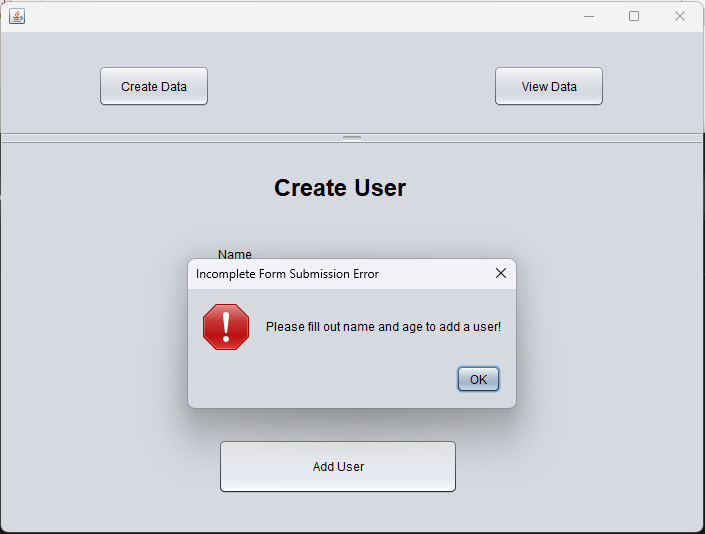 Create Data
View Data
Create User
Name
Incomplete Form Submission Error
Please fill out name and age to add a user!
OK
Add User